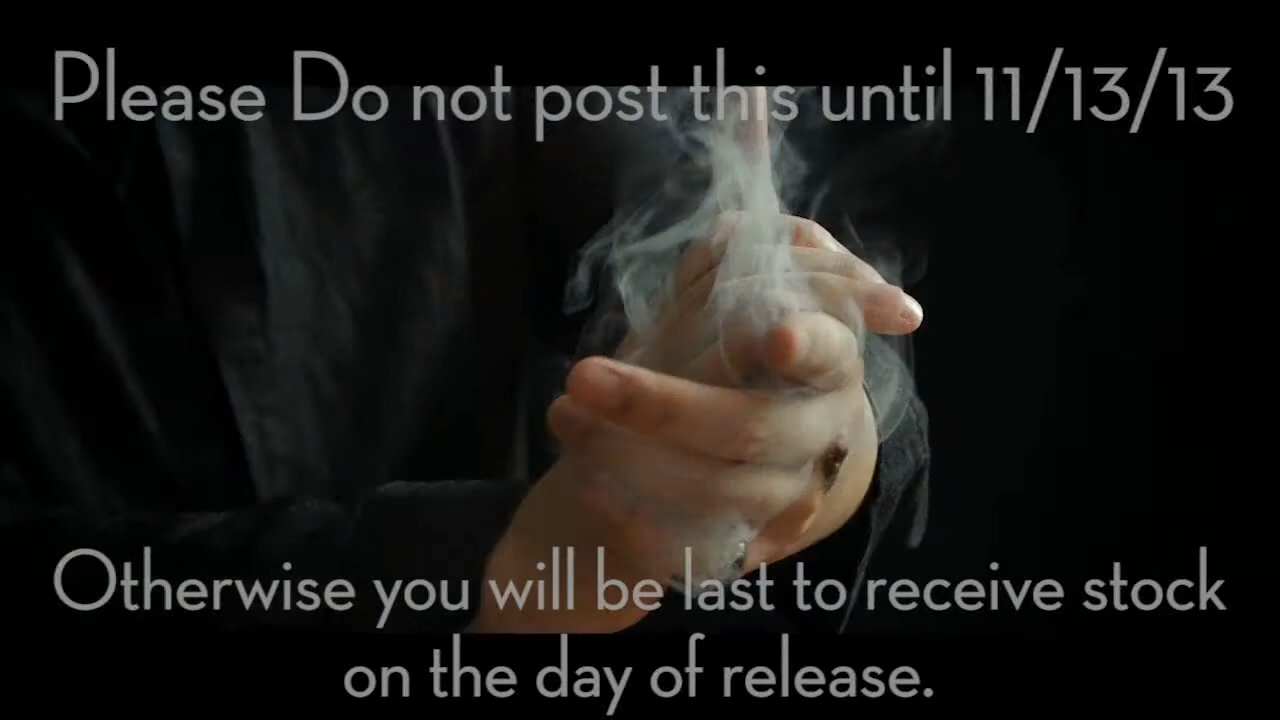 Please Do not post this until 11/13/13
Otherwise you will be last to receive stock
on the day of release.